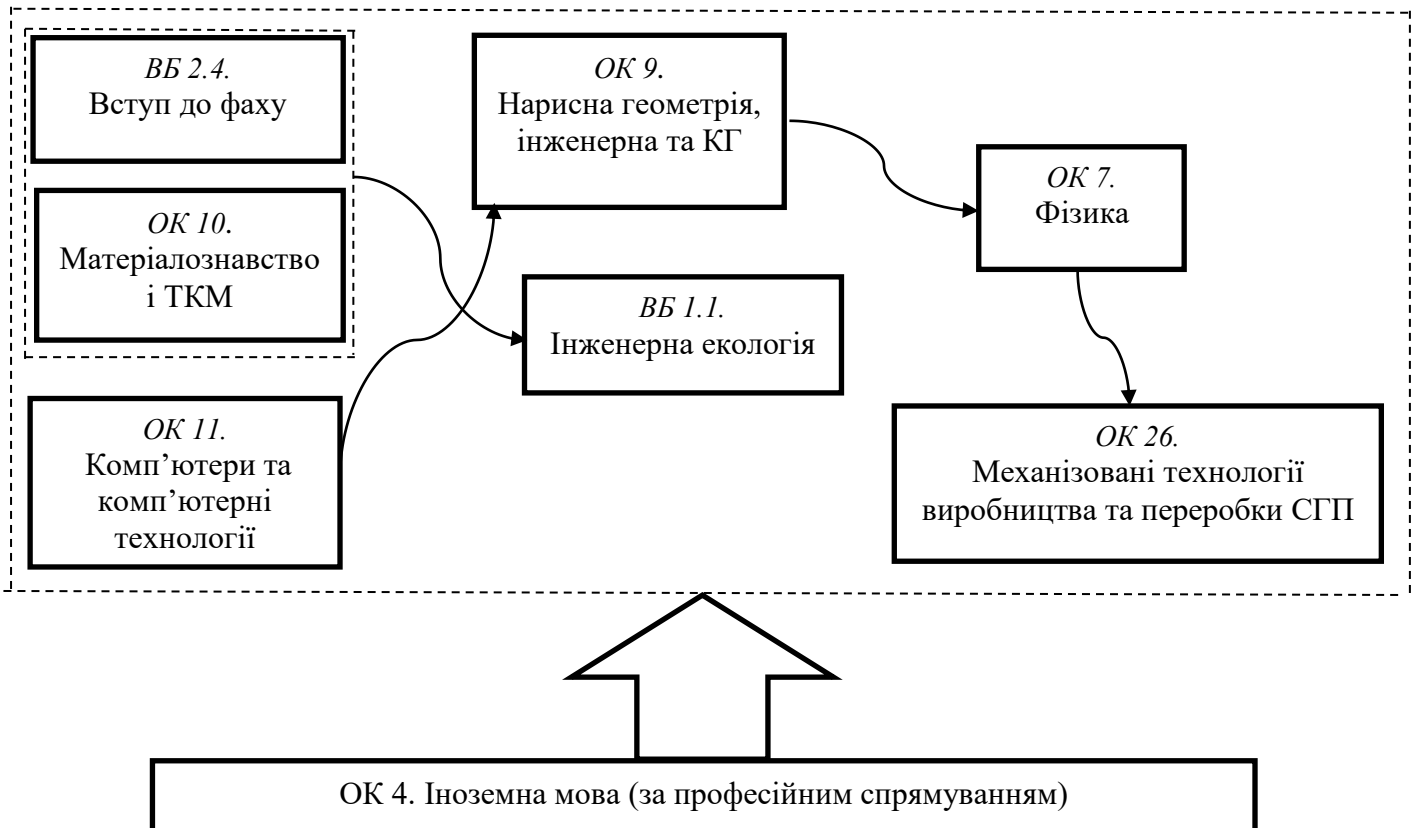 ВБ 2.4.
Вступ до фаху
ОК 10.
Матеріалознавство
і ТКМ
ОК 11.
Комп’ютери та
комп’ютерні
технології
ОК 9.
Нарисна геометрія,
інженерна та КГ
ВБ 1.1.
Інженерна екологія
ОК 7.
Фізика
ОК 26.
Механізовані технології
виробництва та переробки СГП
ОК 4. Іноземна мова (за професійним спрямуванням)